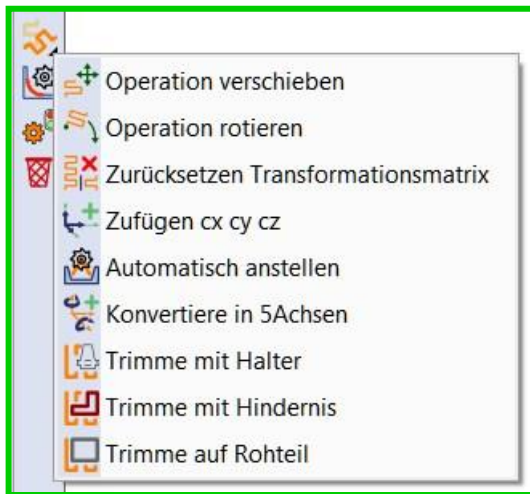 Operation verschieben
Operation rotieren
Zurücksetzen Transformationsmatrix
Zufügen cx cy cz
Automatisch anstellen
Konvertiere in 5Achsen
Trimme mit Halter
Trimme mit Hindernis
Trimme auf Rohteil